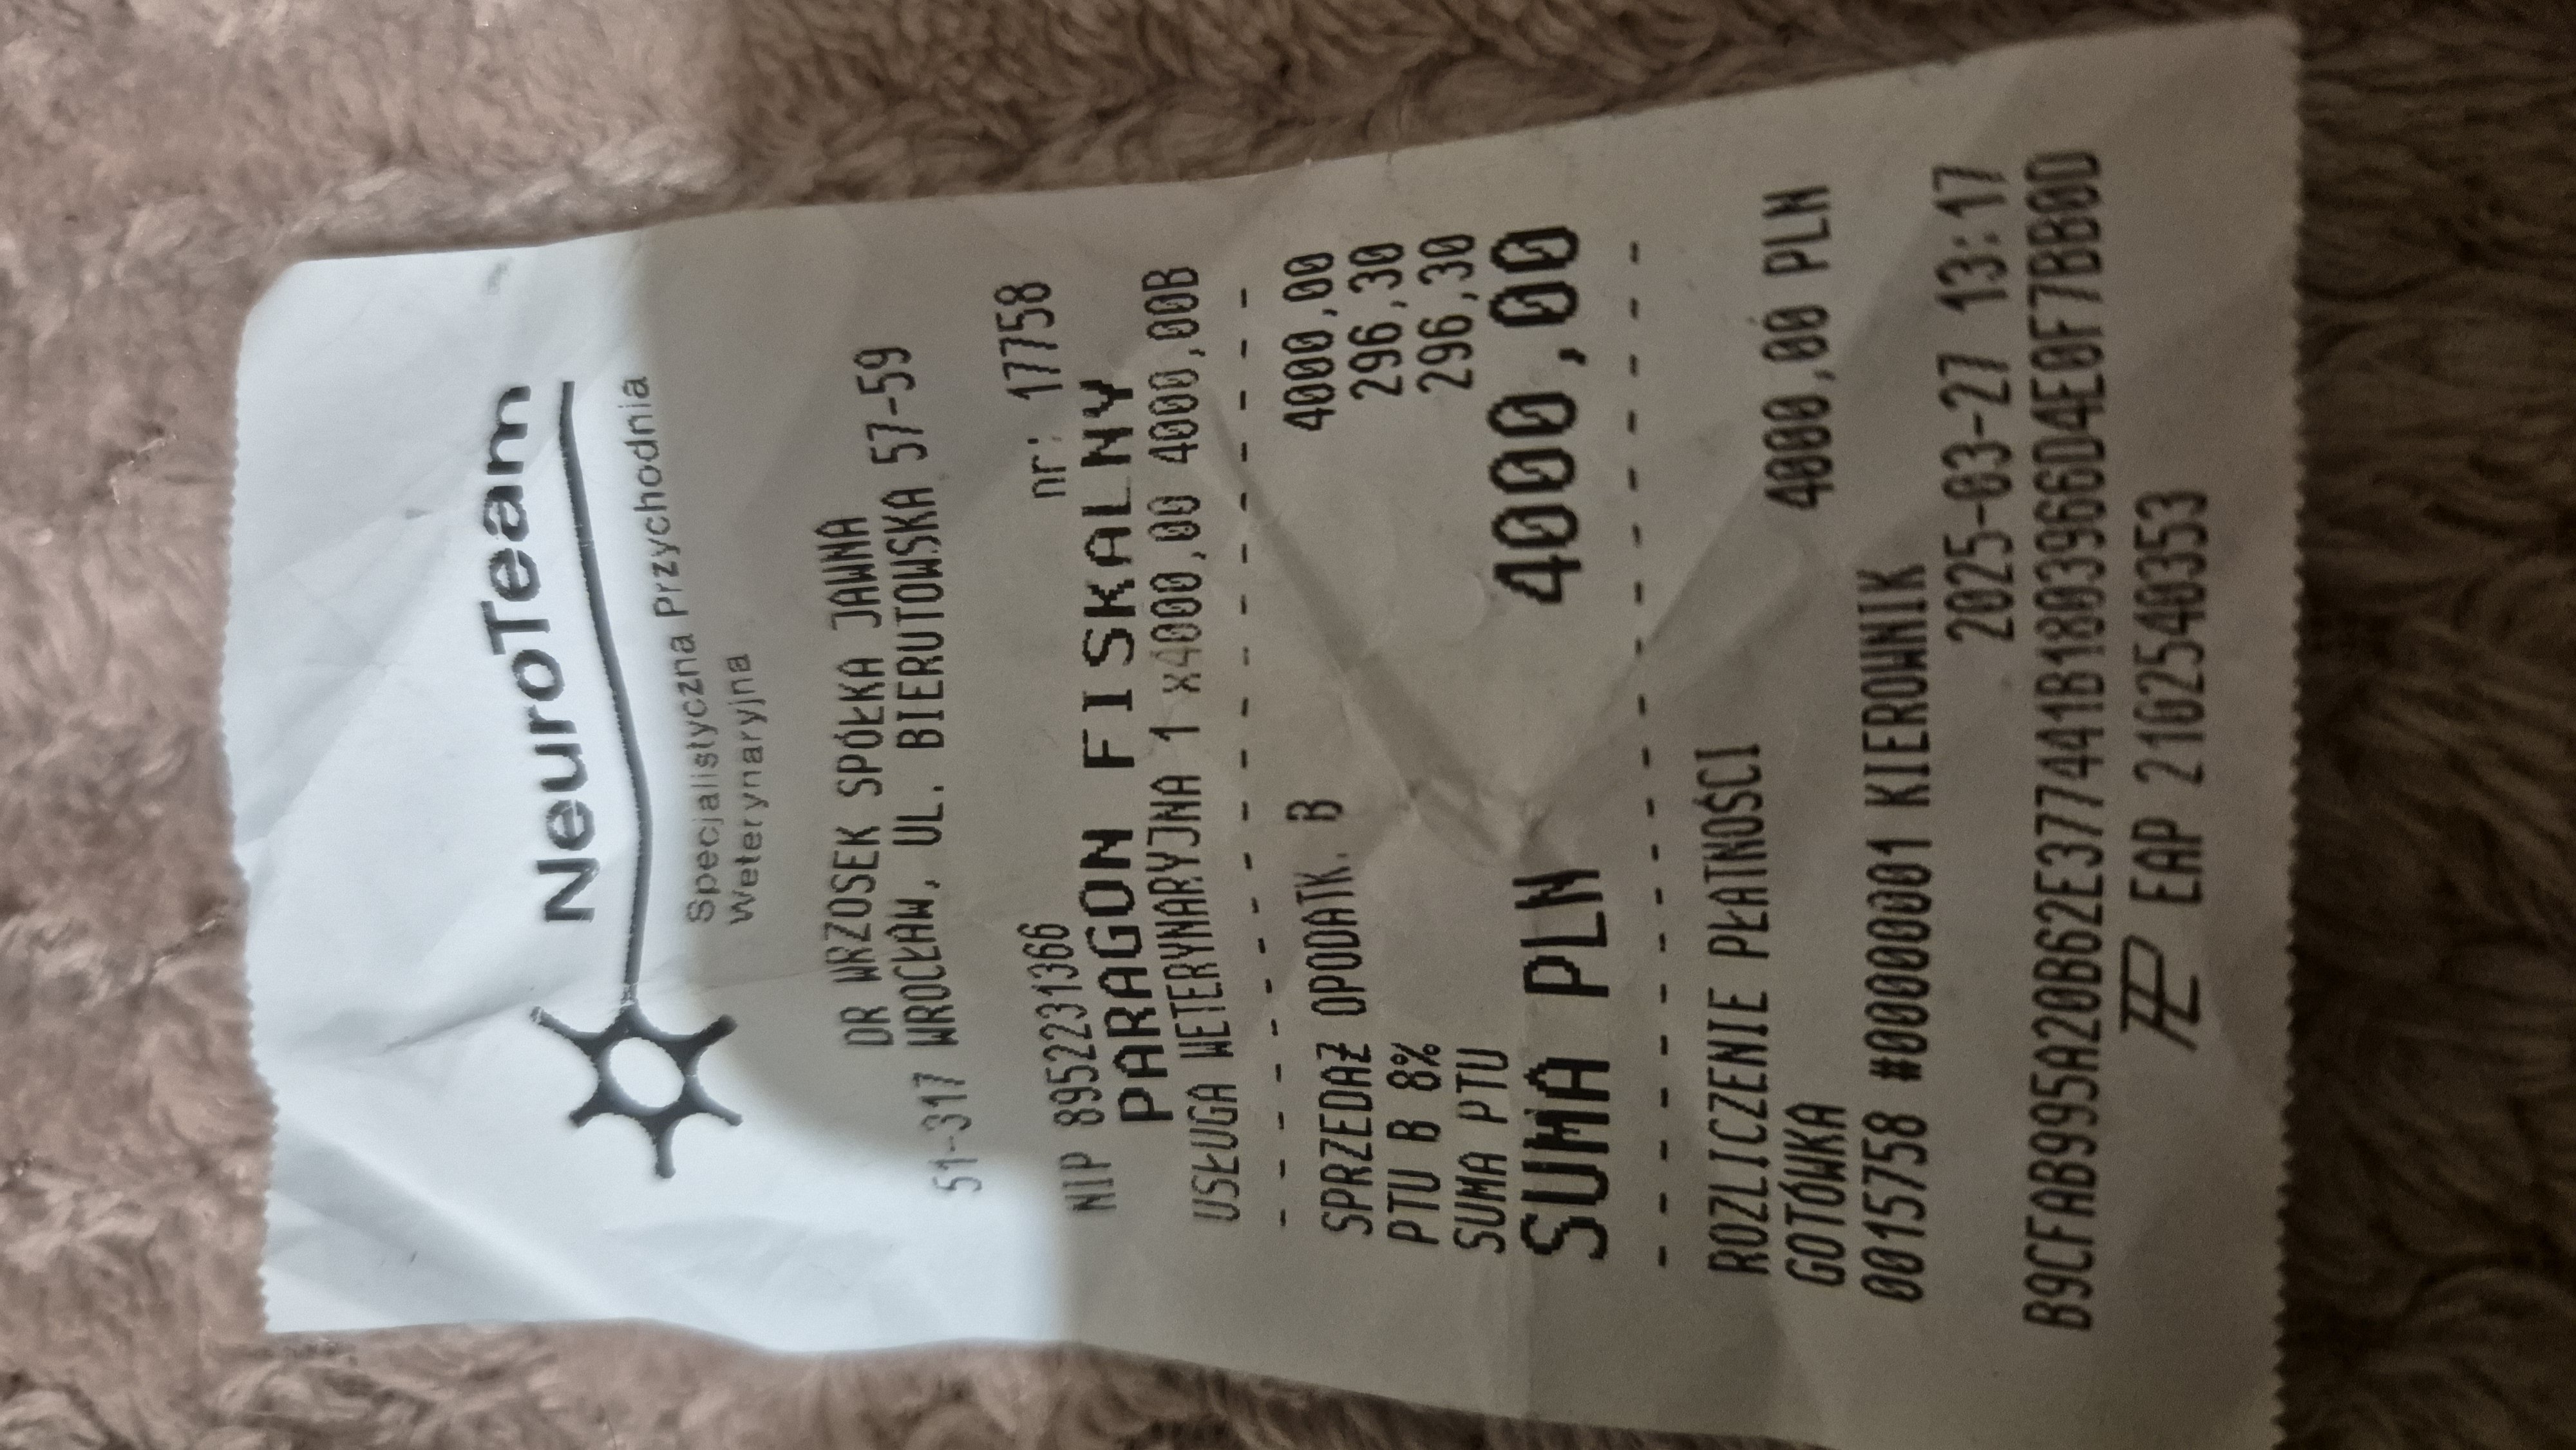 NeuroTeam
Specjalistyczna Przychodnia
Weterynaryjna
DR WRZOSEK SPÓŁKA JAWNA
51-317 WROCŁAW, UL. BIERUTOWSKA 57-59
NIP 8952231366 nr: 17758
PARAGON FISKALNY
USŁUGA WETERYNARYJNA 1 x4000,00 4000,00B
SPRZEDAŻ OPODATK. B 4000,00
PTU B 8% 296,30
SUMA PTU 296,30
SUMA PLN 4000,00
ROZLICZENIE PŁATNOŚCI
GOTÓWKA 4000,00 PLN
0015758 #00000001 KIEROWNIK
2025-03-27 13:17
B9CFAB995A20B62E377441B1803966D4E0F7BB0D
EAP 21G2540353